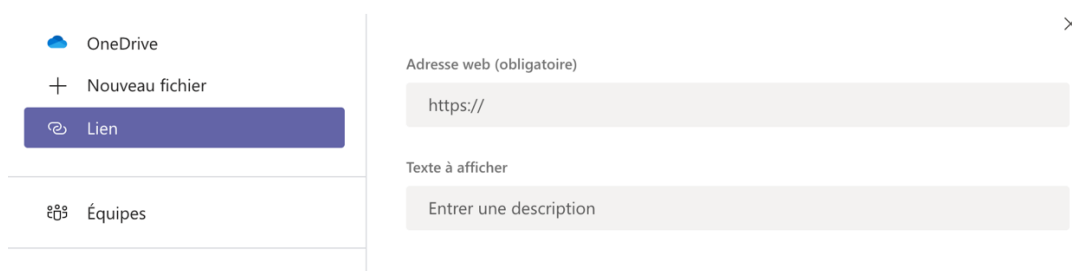 OneDrive
Nouveau fichier
Lien
Équipes
Adresse web (obligatoire)
https://
Texte à afficher
Entrer une description